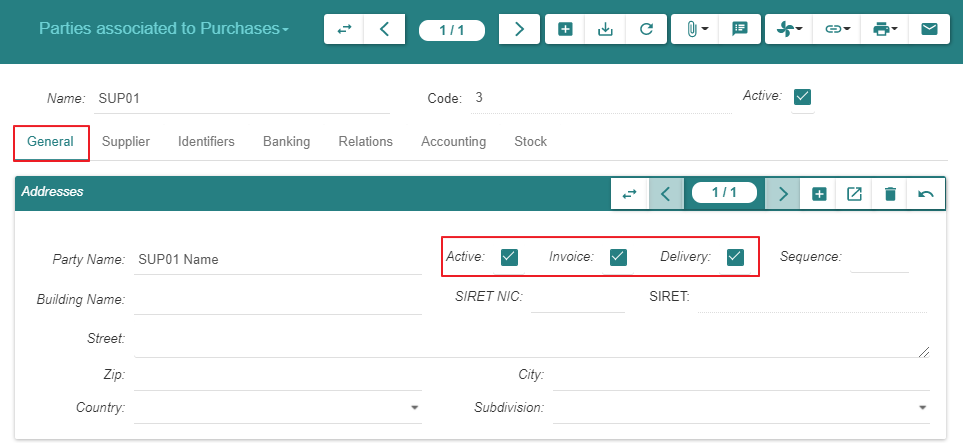 Parties associated to Purchases
1 / 1
Name: SUP01 Code: 3 Active:
General Supplier Identifiers Banking Relations Accounting Stock
Addresses 1 / 1
Party Name: SUP01 Name Active: Invoice: Delivery: Sequence:
Building Name: SIRET NIC: SIRET:
Street:
Zip: City:
Country: Subdivision: